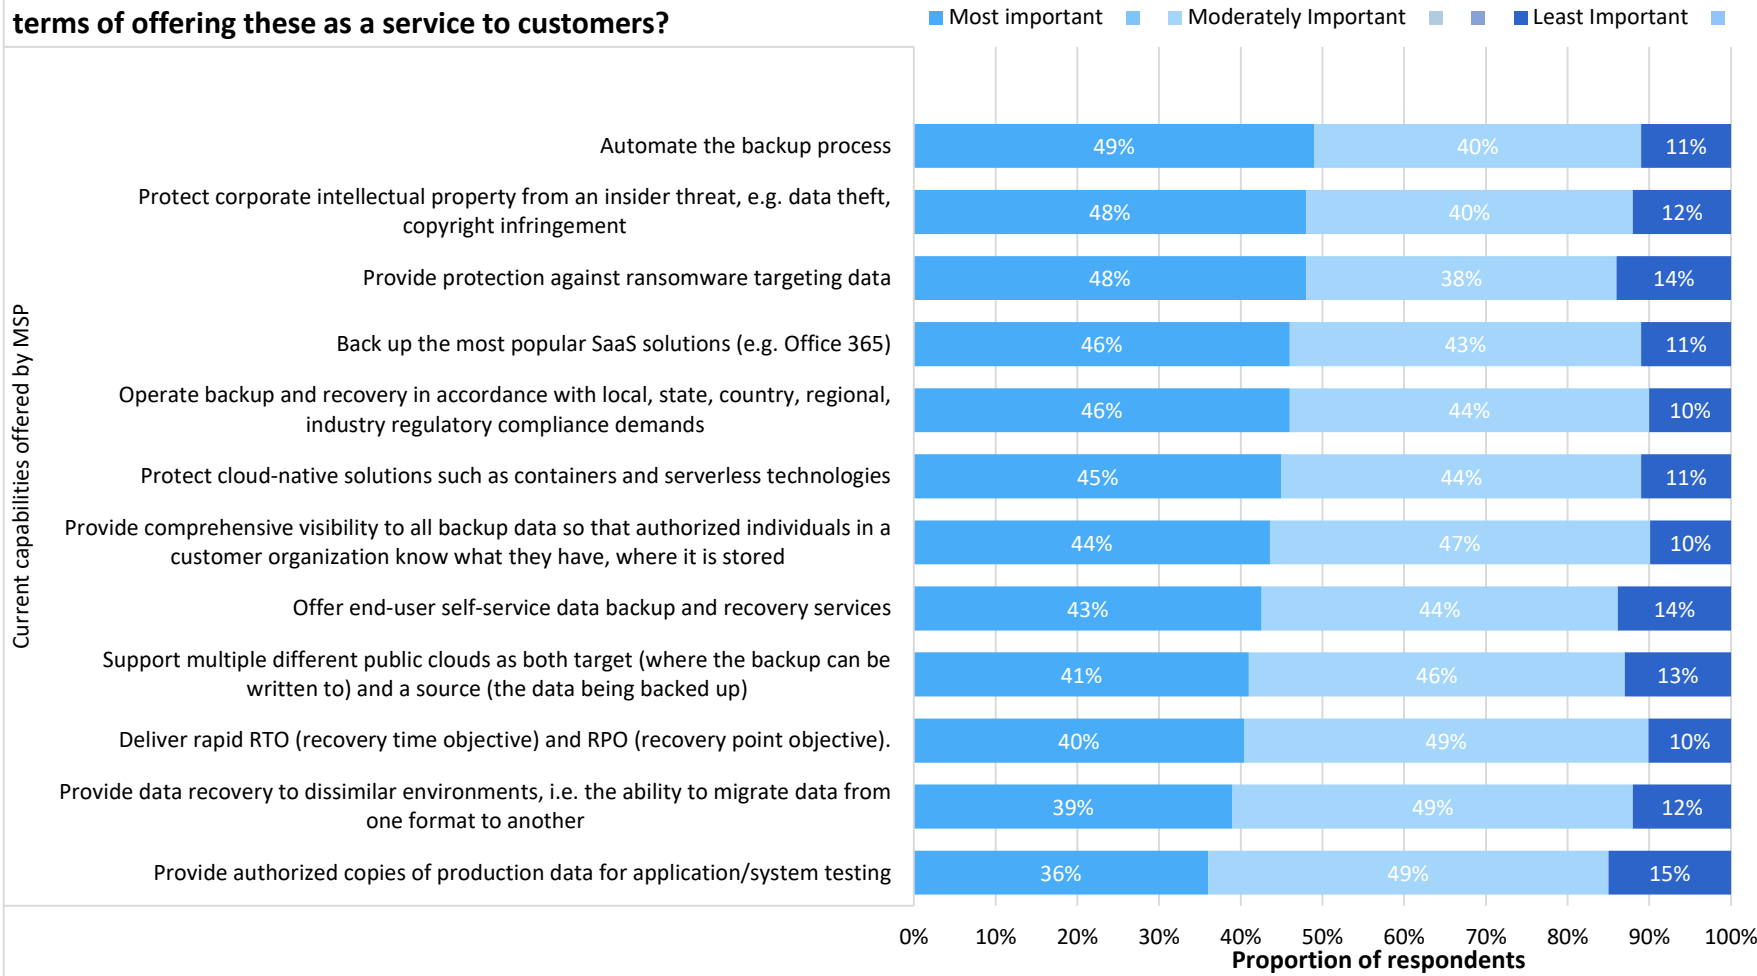 terms of offering these as a service to customers?
Most important Moderately Important Least Important
Current capabilities offered by MSP
Automate the backup process
49% 40% 11%
Protect corporate intellectual property from an insider threat, e.g. data theft,
copyright infringement
48% 40% 12%
Provide protection against ransomware targeting data
48% 38% 14%
Back up the most popular SaaS solutions (e.g. Office 365)
46% 43% 11%
Operate backup and recovery in accordance with local, state, country, regional,
industry regulatory compliance demands
46% 44% 10%
Protect cloud-native solutions such as containers and serverless technologies
45% 44% 11%
Provide comprehensive visibility to all backup data so that authorized individuals in a
customer organization know what they have, where it is stored
44% 47% 10%
Offer end-user self-service data backup and recovery services
43% 44% 14%
Support multiple different public clouds as both target (where the backup can be
written to) and a source (the data being backed up)
41% 46% 13%
Deliver rapid RTO (recovery time objective) and RPO (recovery point objective).
40% 49% 10%
Provide data recovery to dissimilar environments, i.e. the ability to migrate data from
one format to another
39% 49% 12%
Provide authorized copies of production data for application/system testing
36% 49% 15%
0% 10% 20% 30% 40% 50% 60% 70% 80% 90% 100%
Proportion of respondents